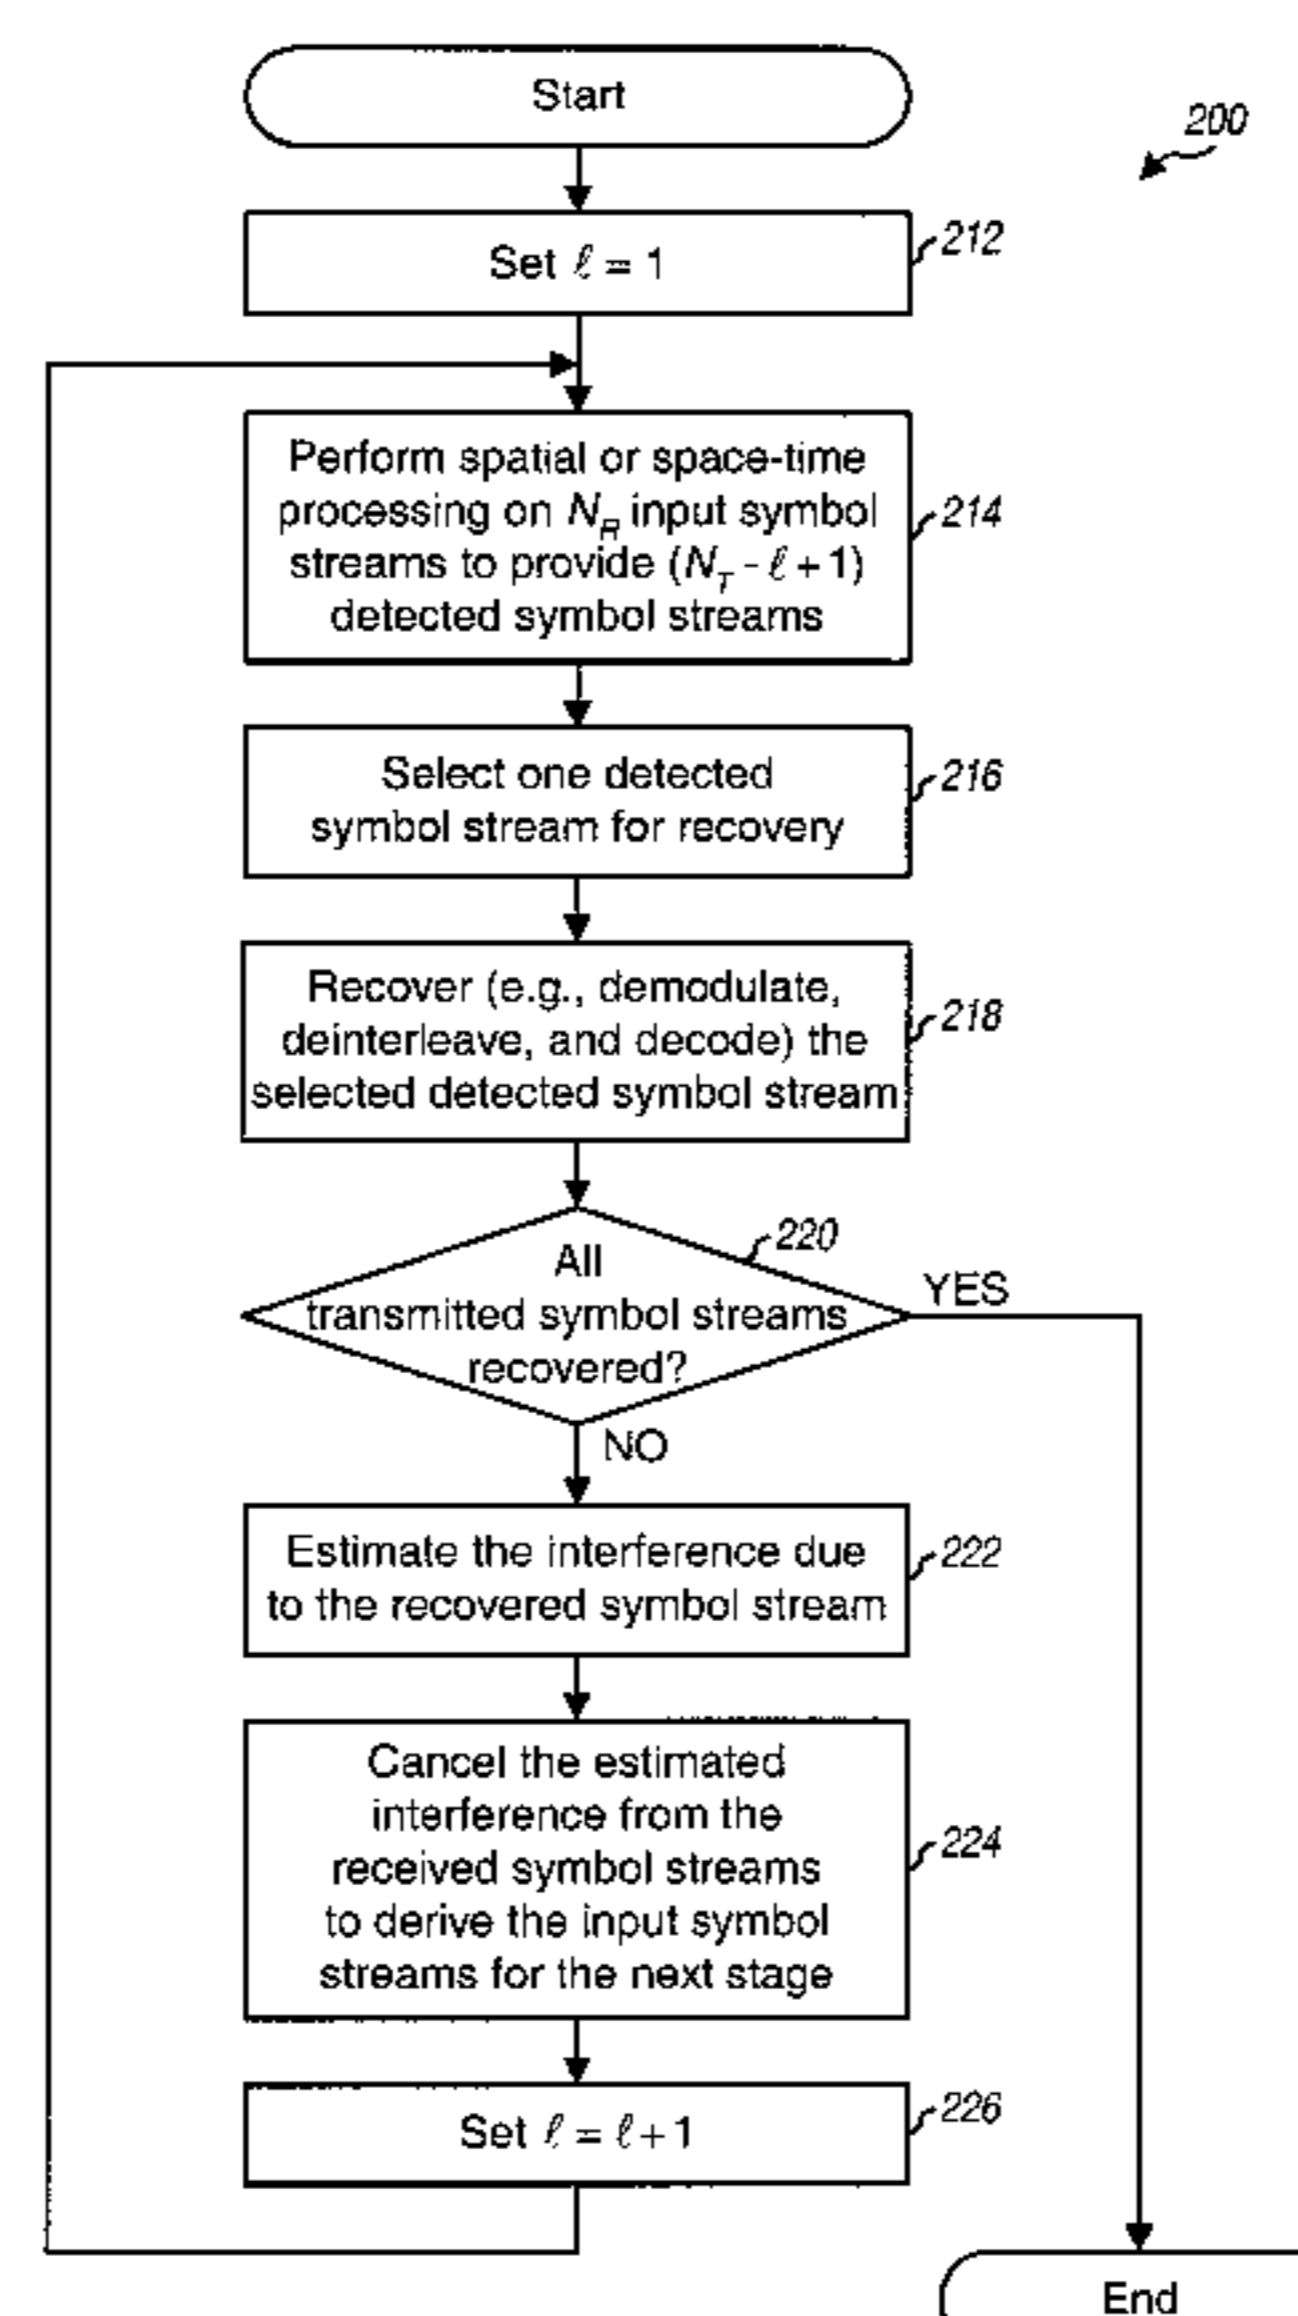 Start
200
Set ℓ = 1
212
Perform spatial or space-time
processing on N_R input symbol
streams to provide (N_T - ℓ + 1)
detected symbol streams
214
Select one detected
symbol stream for recovery
216
Recover (e.g., demodulate,
deinterleave, and decode) the
selected detected symbol stream
218
220
All
transmitted symbol streams
recovered?
YES
NO
Estimate the interference due
to the recovered symbol stream
222
Cancel the estimated
interference from the
received symbol streams
to derive the input symbol
streams for the next stage
224
Set ℓ = ℓ + 1
226
End